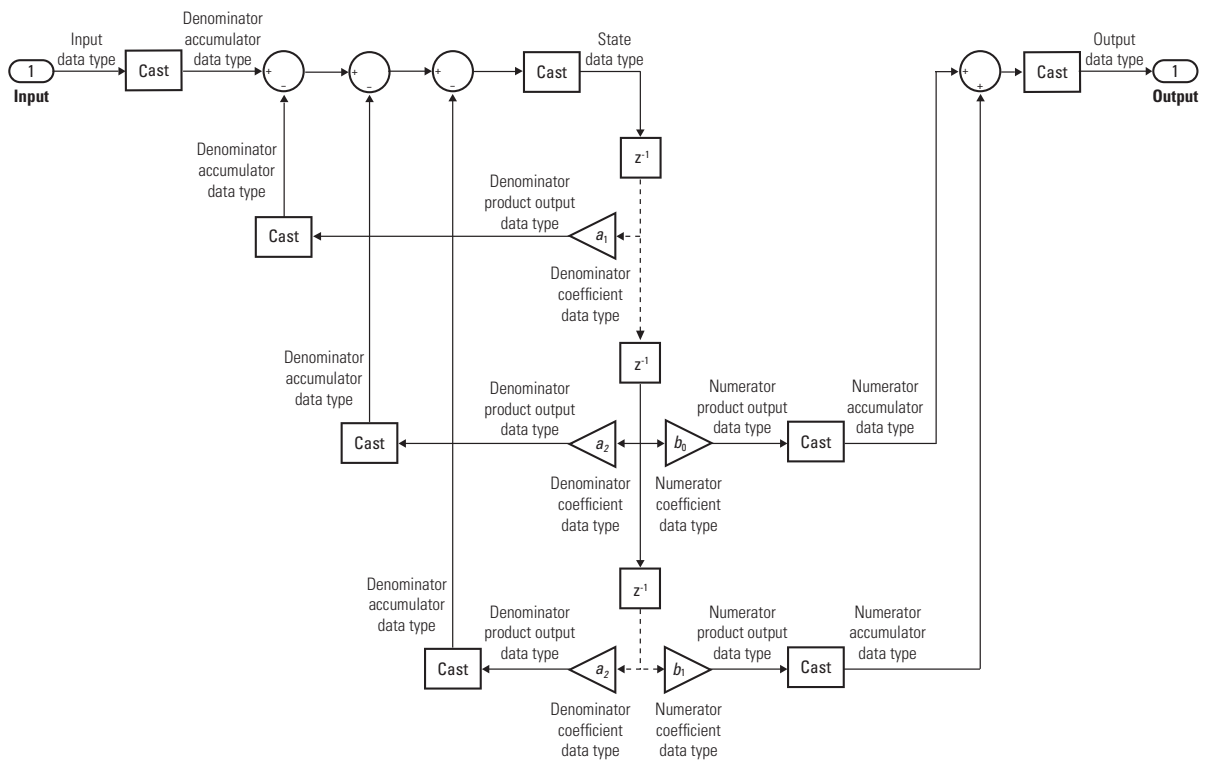 Input
data type
Denominator
accumulator
data type
State
data type
Output
data type
1
Input
Cast
+
−
+
−
+
−
Cast
+
+
Cast
1
Output
z-1
Denominator
accumulator
data type
Denominator
product output
data type
Cast
a1
Denominator
coefficient
data type
z-1
Denominator
accumulator
data type
Denominator
product output
data type
Numerator
product output
data type
Numerator
accumulator
data type
Cast
a2
b0
Cast
Denominator
coefficient
data type
Numerator
coefficient
data type
z-1
Denominator
accumulator
data type
Denominator
product output
data type
Numerator
product output
data type
Numerator
accumulator
data type
Cast
a2
b1
Cast
Denominator
coefficient
data type
Numerator
coefficient
data type